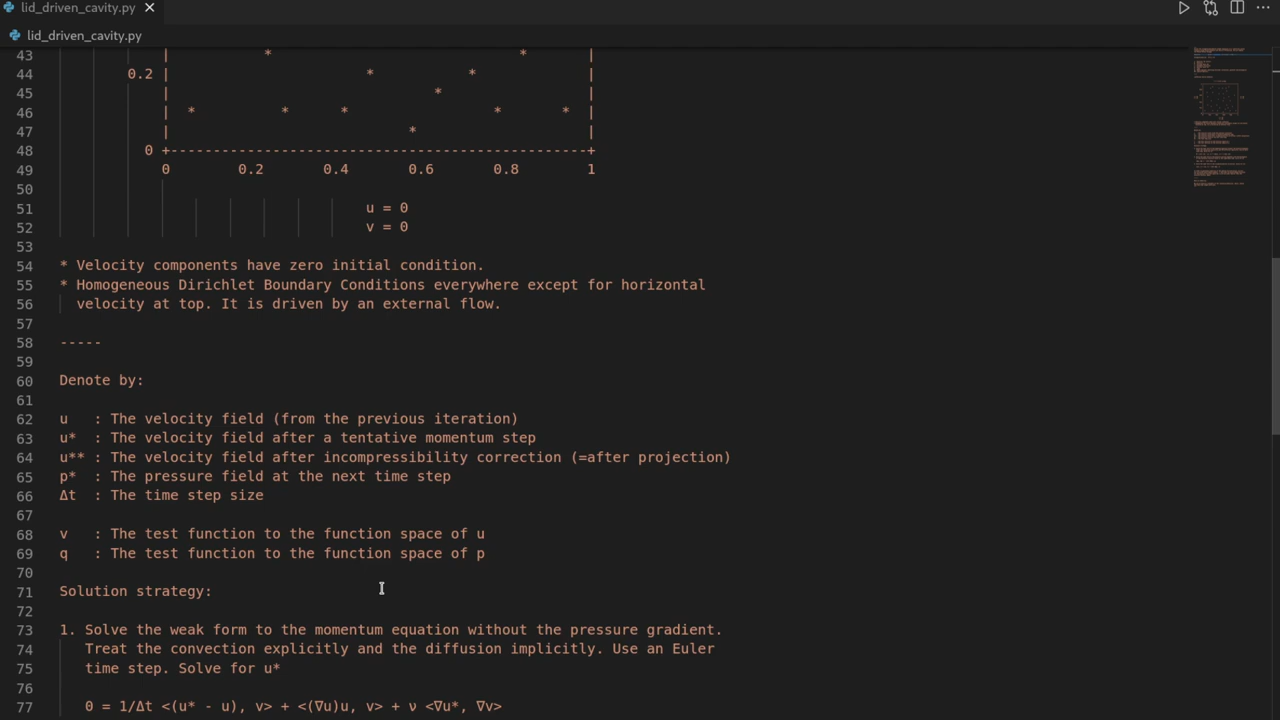 lid_driven_cavity.py
lid_driven_cavity.py
43 | * * |
44 0.2 | * * |
45 | * |
46 | * * * * * |
47 | * |
48 0 +--------------------------------------------------+
49 0 0.2 0.4 0.6 0.8 1
50
51 u = 0
52 v = 0
53
54 * Velocity components have zero initial condition.
55 * Homogeneous Dirichlet Boundary Conditions everywhere except for horizontal
56 velocity at top. It is driven by an external flow.
57
58 -----
59
60 Denote by:
61
62 u : The velocity field (from the previous iteration)
63 u* : The velocity field after a tentative momentum step
64 u** : The velocity field after incompressibility correction (=after projection)
65 p* : The pressure field at the next time step
66 Δt : The time step size
67
68 v : The test function to the function space of u
69 q : The test function to the function space of p
70
71 Solution strategy:
72
73 1. Solve the weak form to the momentum equation without the pressure gradient.
74 Treat the convection explicitly and the diffusion implicitly. Use an Euler
75 time step. Solve for u*
76
77 0 = 1/Δt <(u* - u), v> + <(∇u)u, v> + ν <∇u*, ∇v>